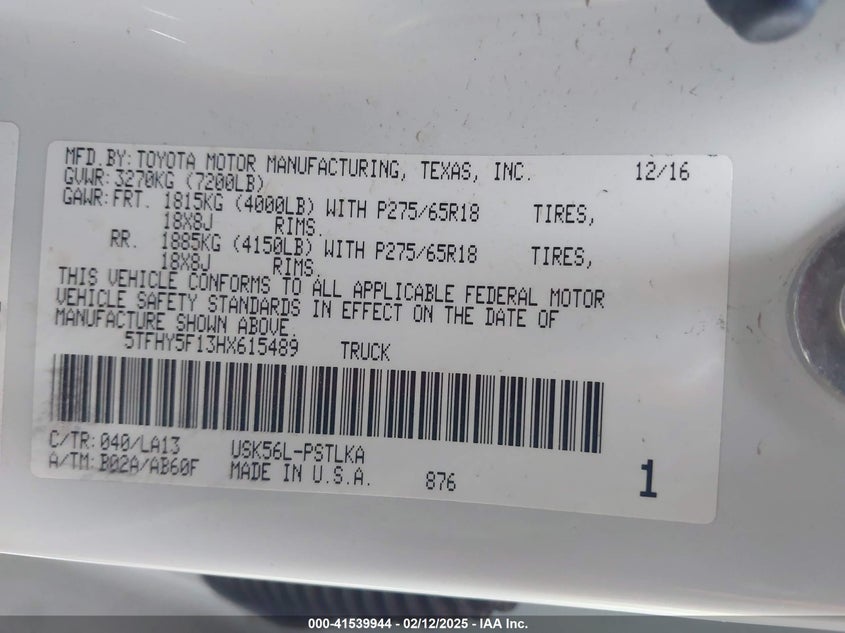 MFD.BY: TOYOTA MOTOR MANUFACTURING, TEXAS, INC. 12/16
GVWR: 3270KG (7200LB)
GAWR: FRT. 1815KG (4000LB) WITH P275/65R18 TIRES,
18X8J RIMS.
RR. 1885KG (4150LB) WITH P275/65R18 TIRES,
18X8J RIMS.
THIS VEHICLE CONFORMS TO ALL APPLICABLE FEDERAL MOTOR
VEHICLE SAFETY STANDARDS IN EFFECT ON THE DATE OF
MANUFACTURE SHOWN ABOVE.
5TFHY5F13HX615489 TRUCK
C/TR: 040/LA13 USK56L-PSTLKA
A/TM: B02A/AB60F MADE IN U.S.A. 876 1
000-41539944 - 02/12/2025 - IAA Inc.